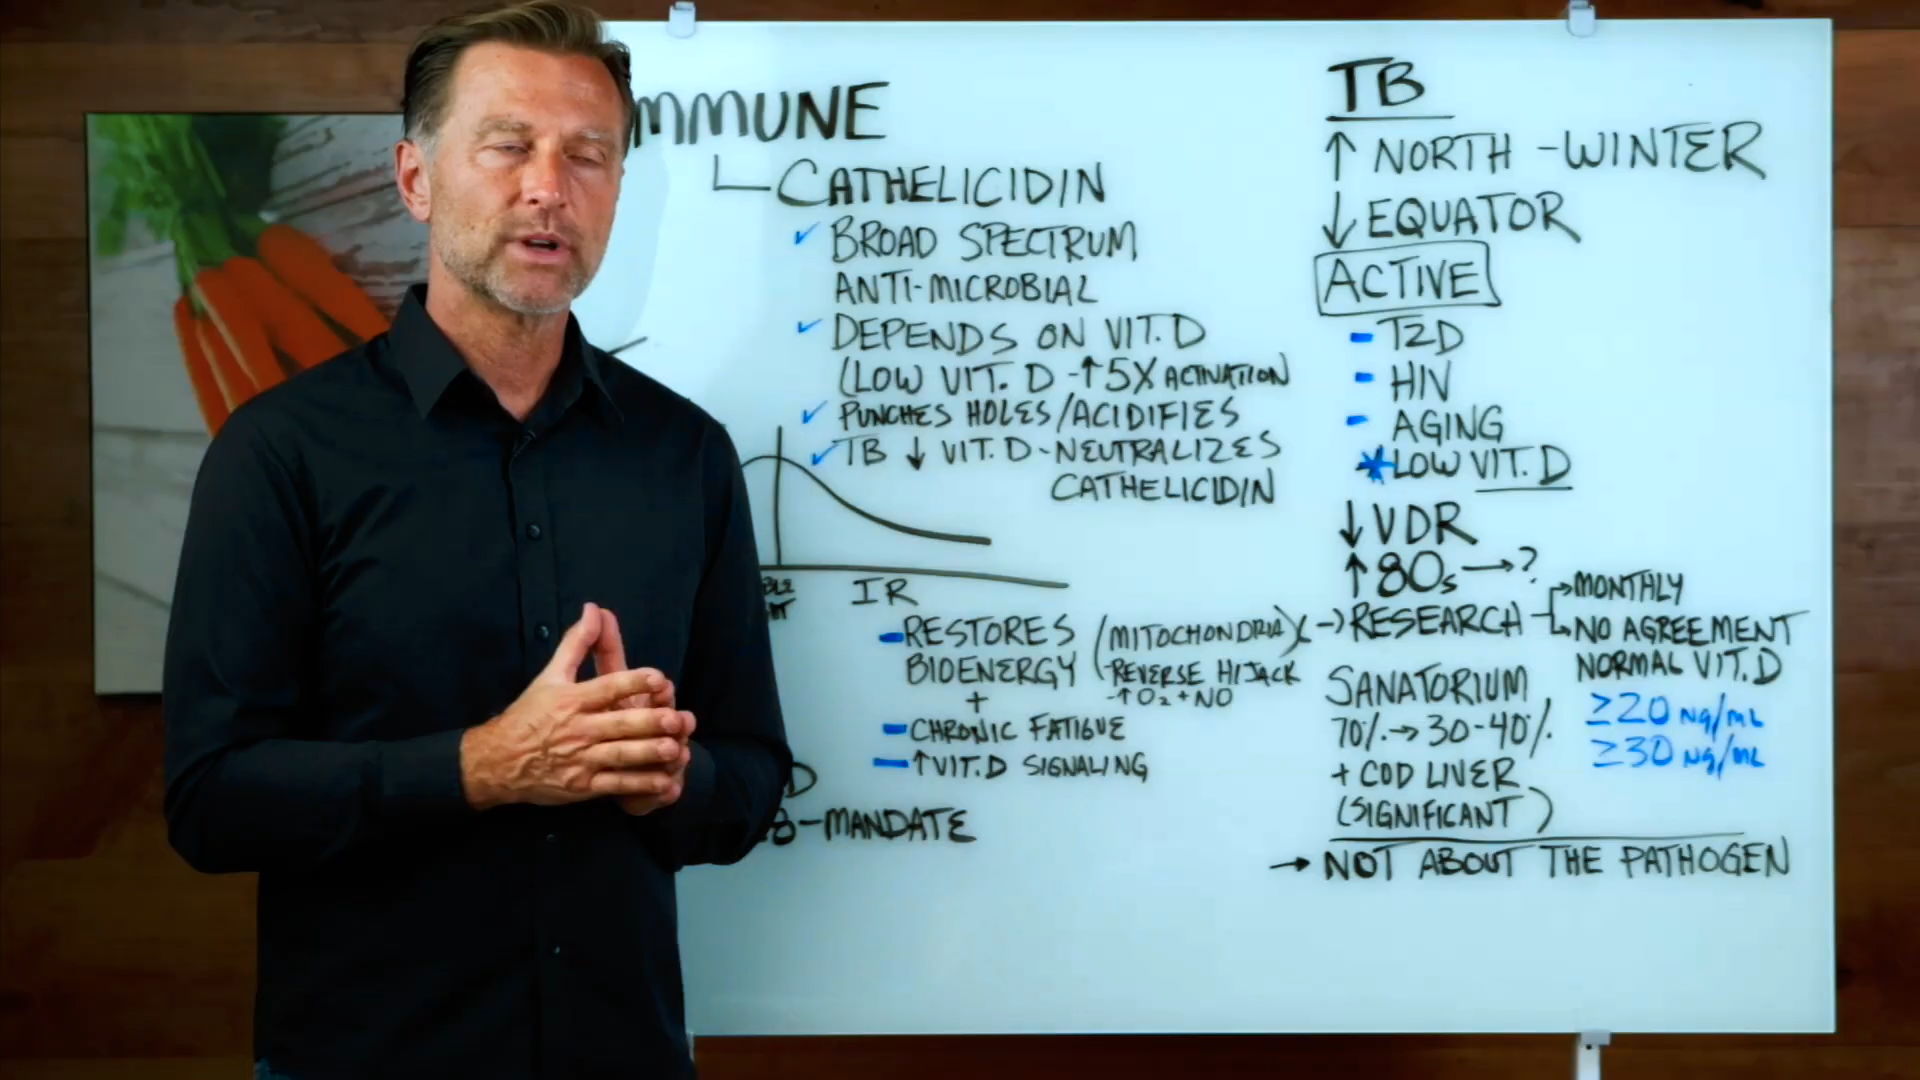 MMUNE
CATHELICIDIN
✓ BROAD SPECTRUM
ANTI-MICROBIAL
✓ DEPENDS ON VIT. D
(LOW VIT. D -↑5X ACTIVATION
✓ PUNCHES HOLES/ACIDIFIES
✓ TB ↓ VIT. D-NEUTRALIZES
CATHELICIDIN
IR
- RESTORES (MITOCHONDRIA)
BIOENERGY -REVERSE HIJACK
+ -↑O₂+NO
- CHRONIC FATIGUE
- ↑VIT.D SIGNALING
D
8-MANDATE
TB
↑ NORTH -WINTER
↓ EQUATOR
ACTIVE
- T2D
- HIV
- AGING
* LOW VIT. D
↓ VDR
↑ 80s →?
→ RESEARCH → MONTHLY
→ NO AGREEMENT
NORMAL VIT. D
≥20 Ng/mL
≥30 Ng/mL
SANATORIUM
70%→30-40%
+ COD LIVER
(SIGNIFICANT)
→ NOT ABOUT THE PATHOGEN